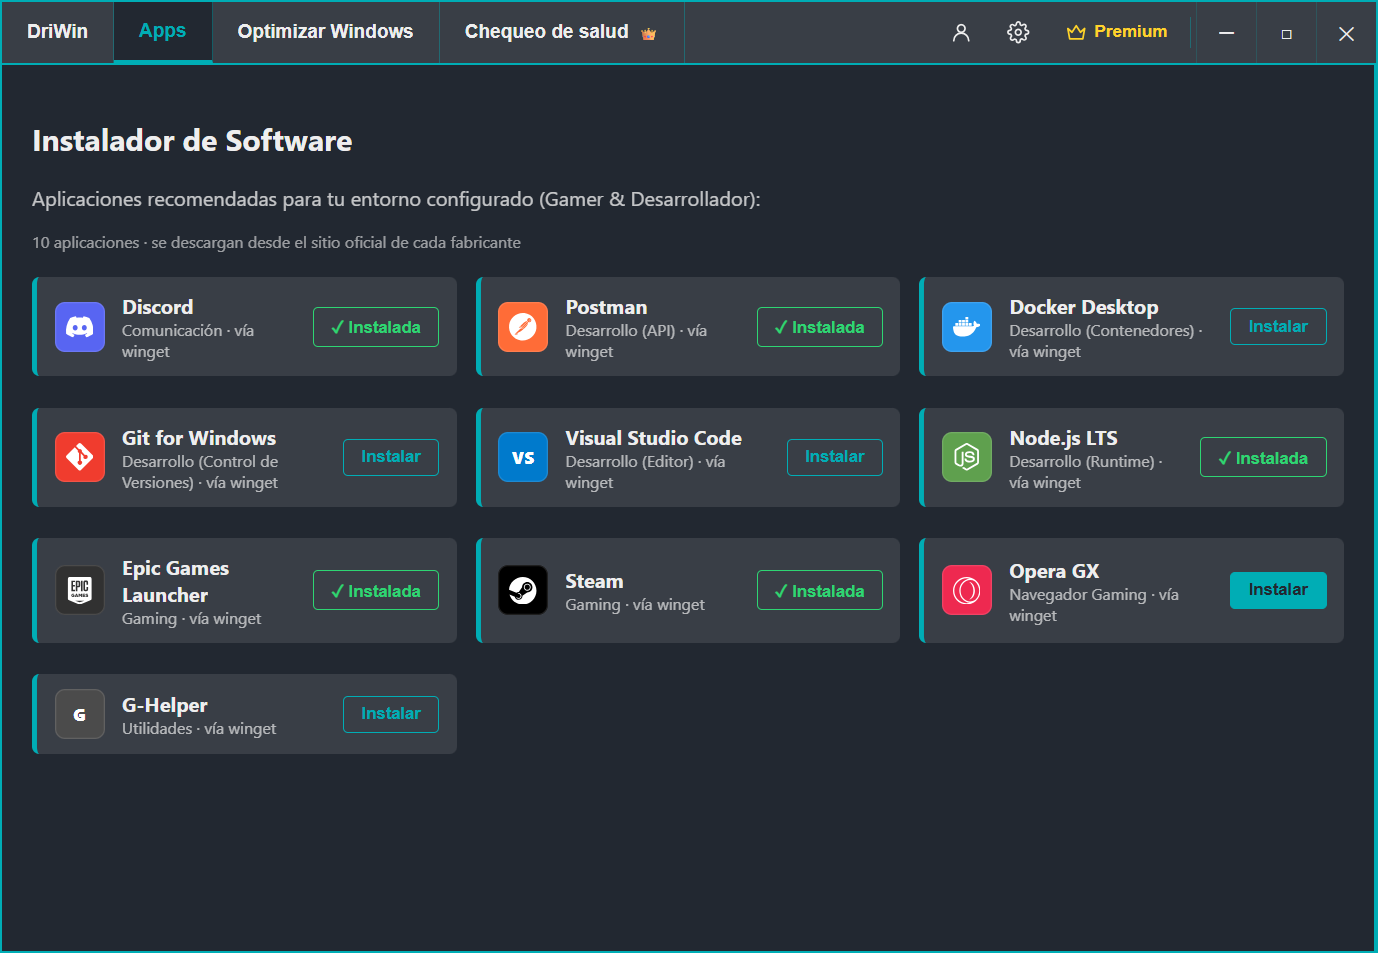 DriWin
Apps
Optimizar Windows
Chequeo de salud
Premium
Instalador de Software
Aplicaciones recomendadas para tu entorno configurado (Gamer & Desarrollador):
10 aplicaciones · se descargan desde el sitio oficial de cada fabricante
Discord
Comunicación · vía
winget
✓ Instalada
Postman
Desarrollo (API) · vía
winget
✓ Instalada
Docker Desktop
Desarrollo (Contenedores) ·
vía winget
Instalar
Git for Windows
Desarrollo (Control de
Versiones) · vía winget
Instalar
VS
Visual Studio Code
Desarrollo (Editor) · vía
winget
Instalar
JS
Node.js LTS
Desarrollo (Runtime) ·
vía winget
✓ Instalada
EPIC
GAMES
Epic Games
Launcher
Gaming · vía winget
✓ Instalada
Steam
Gaming · vía winget
✓ Instalada
Opera GX
Navegador Gaming · vía
winget
Instalar
G
G-Helper
Utilidades · vía winget
Instalar